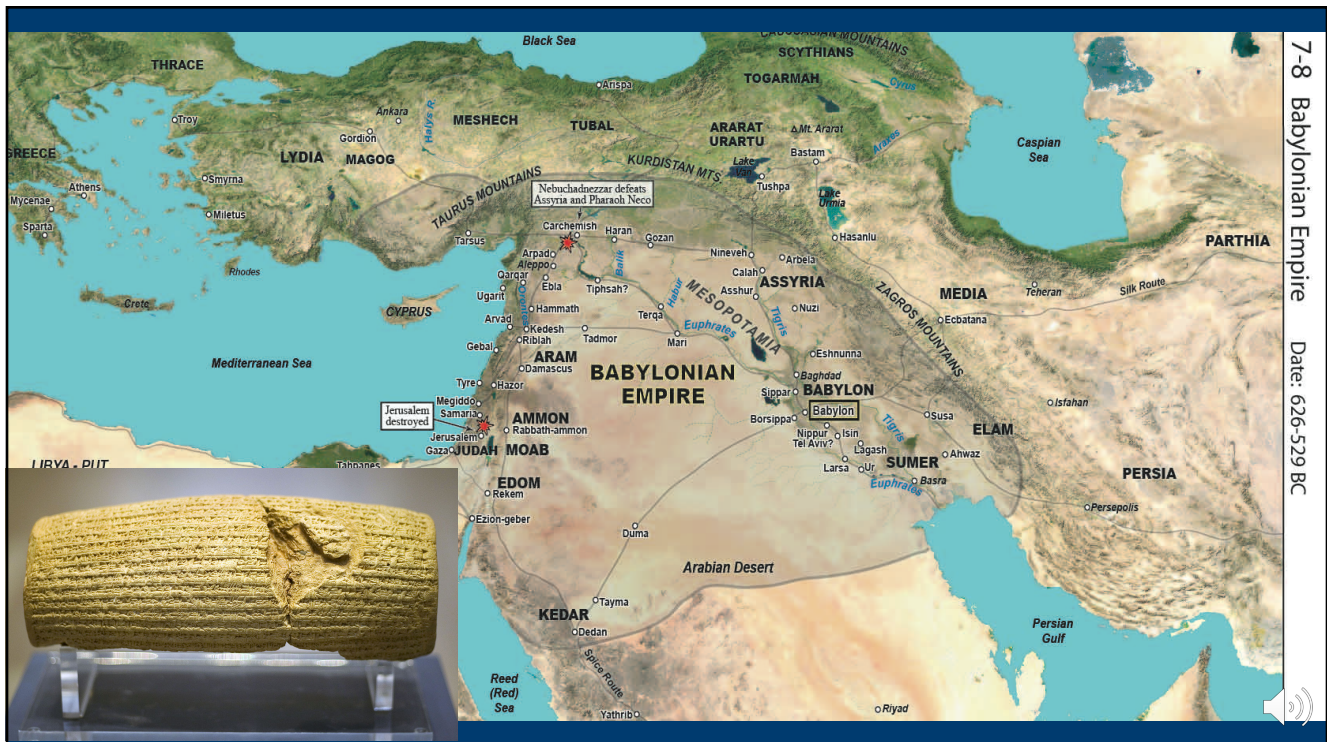 7-8 Babylonian Empire Date: 626-529 BC
Black Sea
CAUCASIAN MOUNTAINS
SCYTHIANS
THRACE
TOGARMAH
Cyrus
Arispa
Troy
Ankara
Halys R.
MESHECH
TUBAL
ARARAT
URARTU
Mt. Ararat
Araxes
Caspian
Sea
Gordion
GREECE
LYDIA
MAGOG
KURDISTAN MTS.
Lake
Van
Bastam
Tushpa
Athens
Smyrna
TAURUS MOUNTAINS
Nebuchadnezzar defeats
Assyria and Pharaoh Neco
Lake
Urmia
Mycenae
Sparta
Miletus
Tarsus
Carchemish
Haran
Gozan
Hasanlu
PARTHIA
Rhodes
Arpad
Aleppo
Balik
Nineveh
Arbela
Calah
ASSYRIA
Qarqar
Ebla
Tiphsah?
Habur
MESOPOTAMIA
Asshur
ZAGROS MOUNTAINS
MEDIA
Teheran
Silk Route
Crete
CYPRUS
Ugarit
Orontes
Hammath
Terqa
Tigris
Nuzi
Ecbatana
Arvad
Kedesh
Riblah
Tadmor
Euphrates
Mari
Gebal
ARAM
Damascus
Eshnunna
Mediterranean Sea
BABYLONIAN
EMPIRE
Baghdad
Tyre
Hazor
Sippar
BABYLON
Megiddo
Samaria
Jerusalem
destroyed
AMMON
Rabbath-ammon
Borsippa
Babylon
Susa
Isfahan
Jerusalem
Nippur
Isin
Tel Aviv?
Tigris
ELAM
Gaza
JUDAH
MOAB
Lagash
Larsa
Ur
SUMER
Ahwaz
LIBYA - PUT
Tahpanes
EDOM
Rekem
Euphrates
Basra
PERSIA
Ezion-geber
Duma
Persepolis
Arabian Desert
KEDAR
Tayma
Dedan
Persian
Gulf
Spice Route
Reed
(Red)
Sea
Yathrib
Riyad